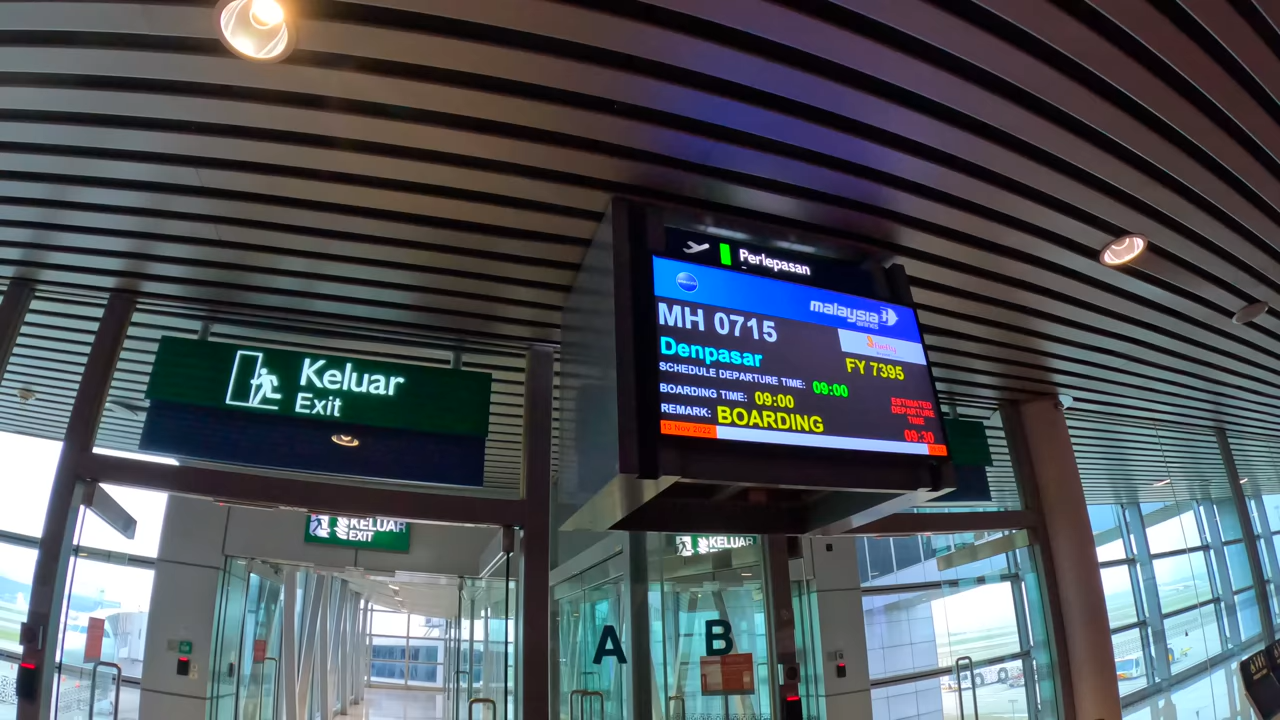 Perlepasan
malaysia
airlines
MH 0715
firefly
Denpasar
FY 7395
SCHEDULE DEPARTURE TIME: 09:00
BOARDING TIME: 09:00
REMARK: BOARDING
ESTIMATED
DEPARTURE
TIME
09:30
13 Nov 2022
Keluar
Exit
KELUAR
EXIT
KELUAR
A
B